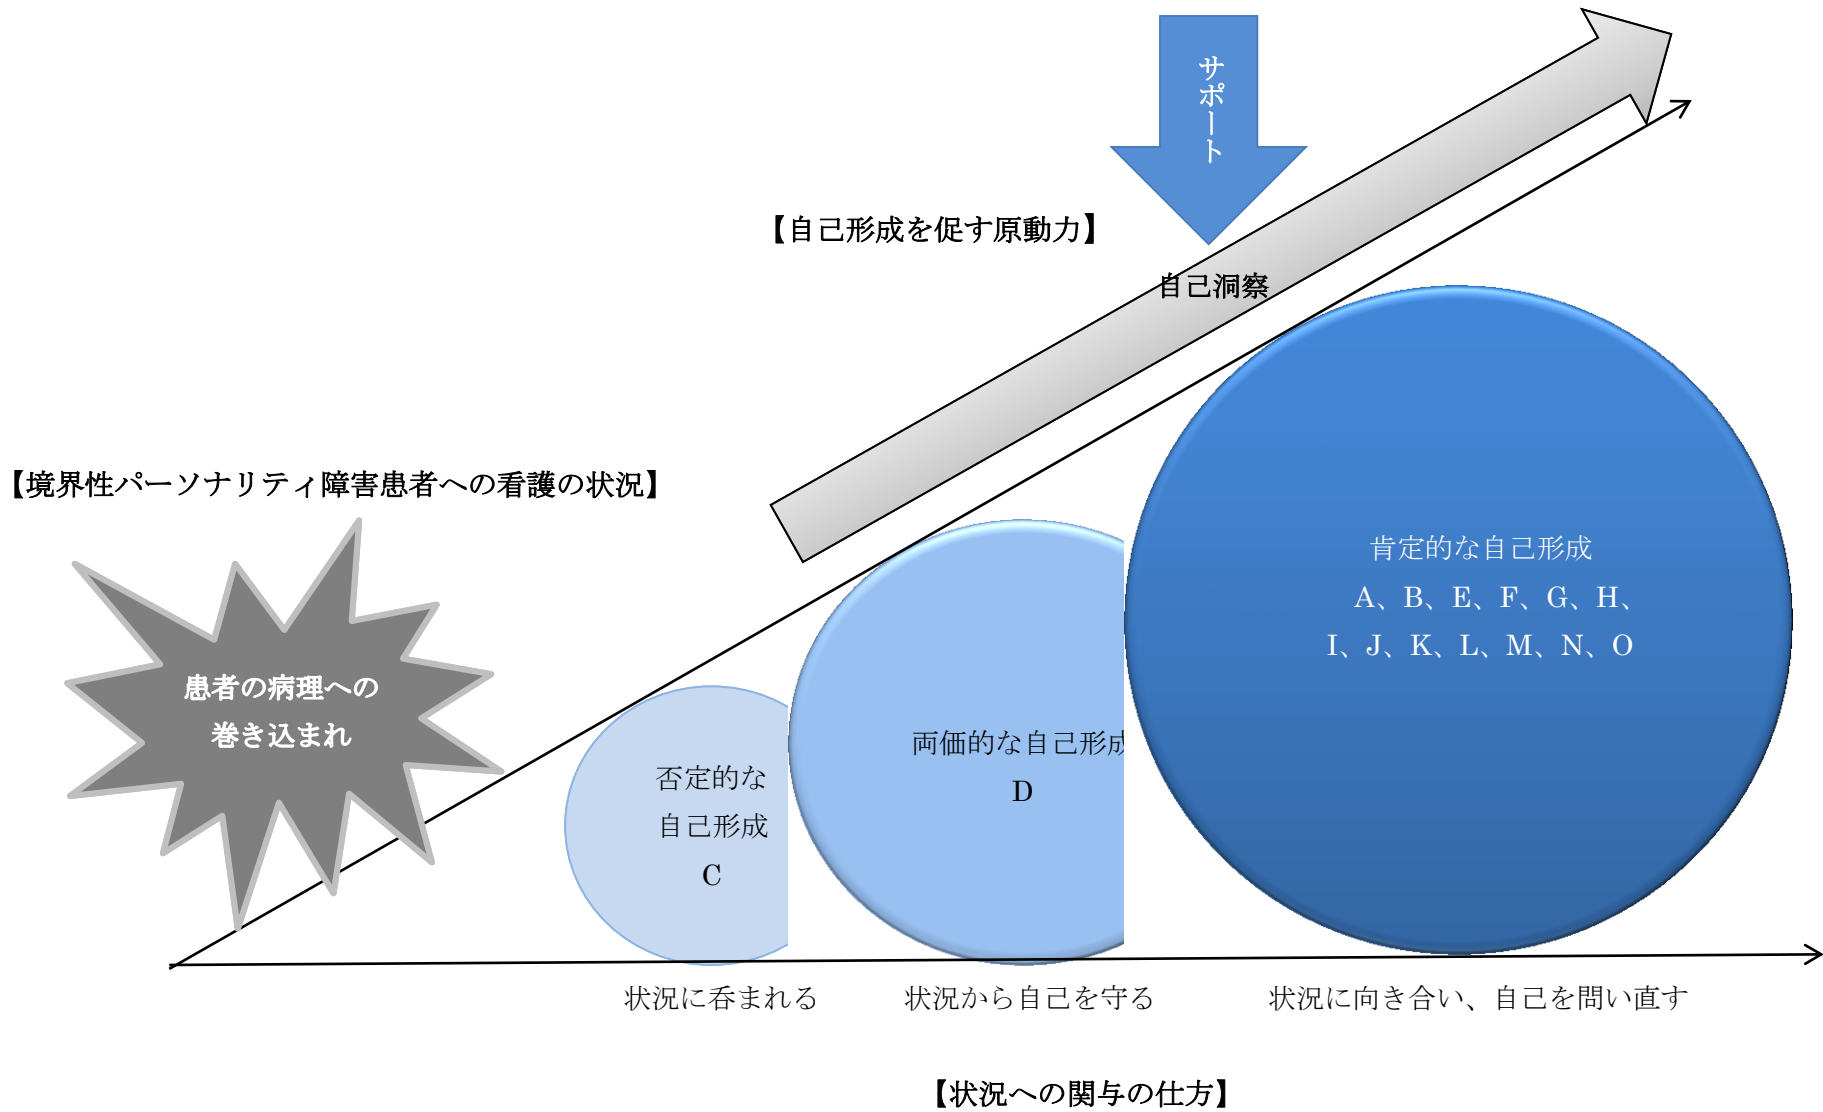 サポート
【自己形成を促す原動力】
自己洞察
【境界性パーソナリティ障害患者への看護の状況】
患者の病理への
巻き込まれ
肯定的な自己形成
A、B、E、F、G、H、
I、J、K、L、M、N、O
両価的な自己形成
D
否定的な
自己形成
C
状況に呑まれる
状況から自己を守る
状況に向き合い、自己を問い直す
【状況への関与の仕方】